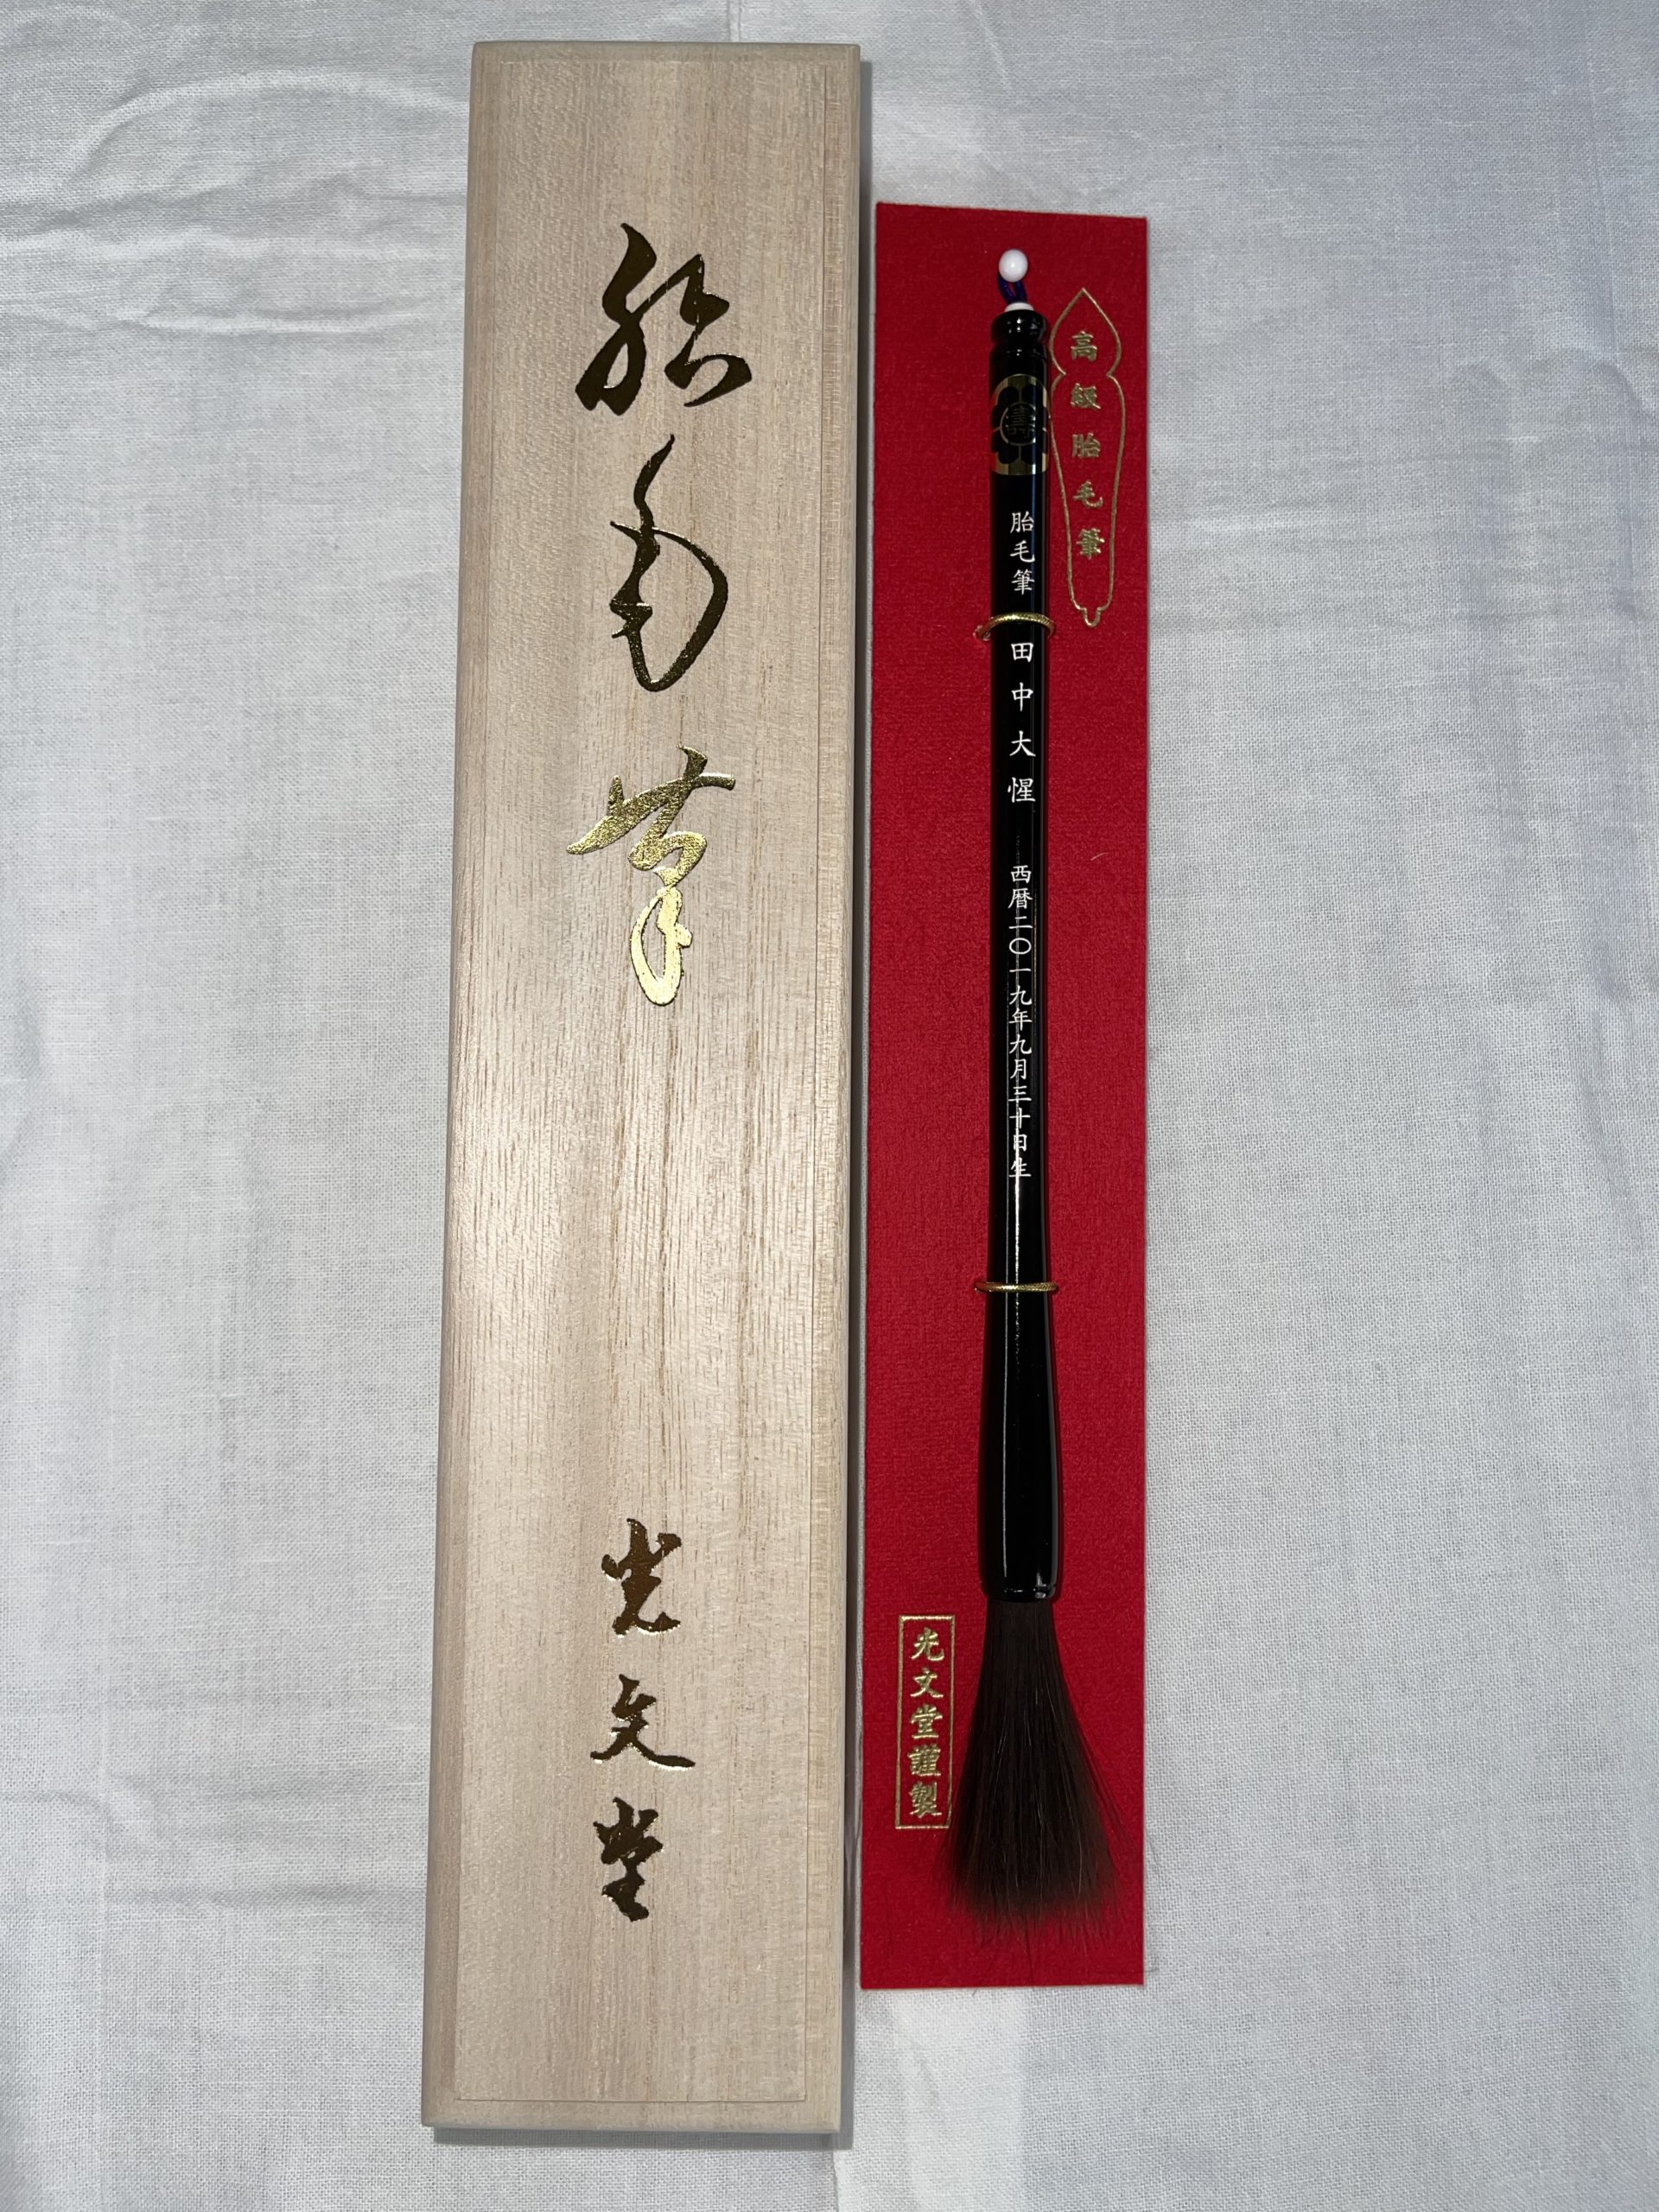 胎毛筆
光文堂
高級胎毛筆
壽
胎毛筆 田中大惺 西暦二〇一九年九月三十日生
光文堂謹製